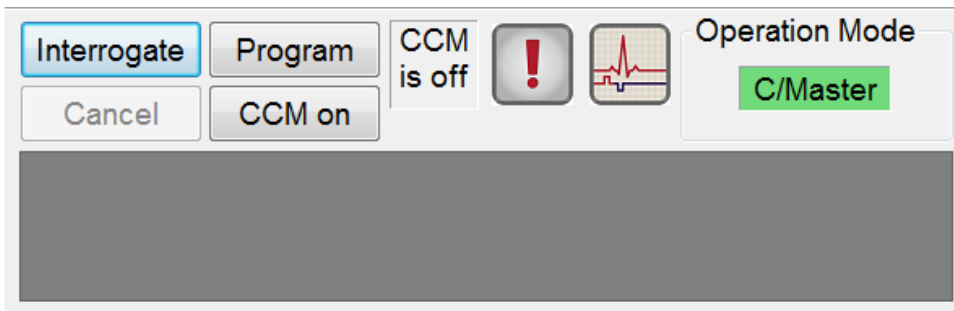 Interrogate
Program
CCM
is off
!
Operation Mode
C/Master
Cancel
CCM on